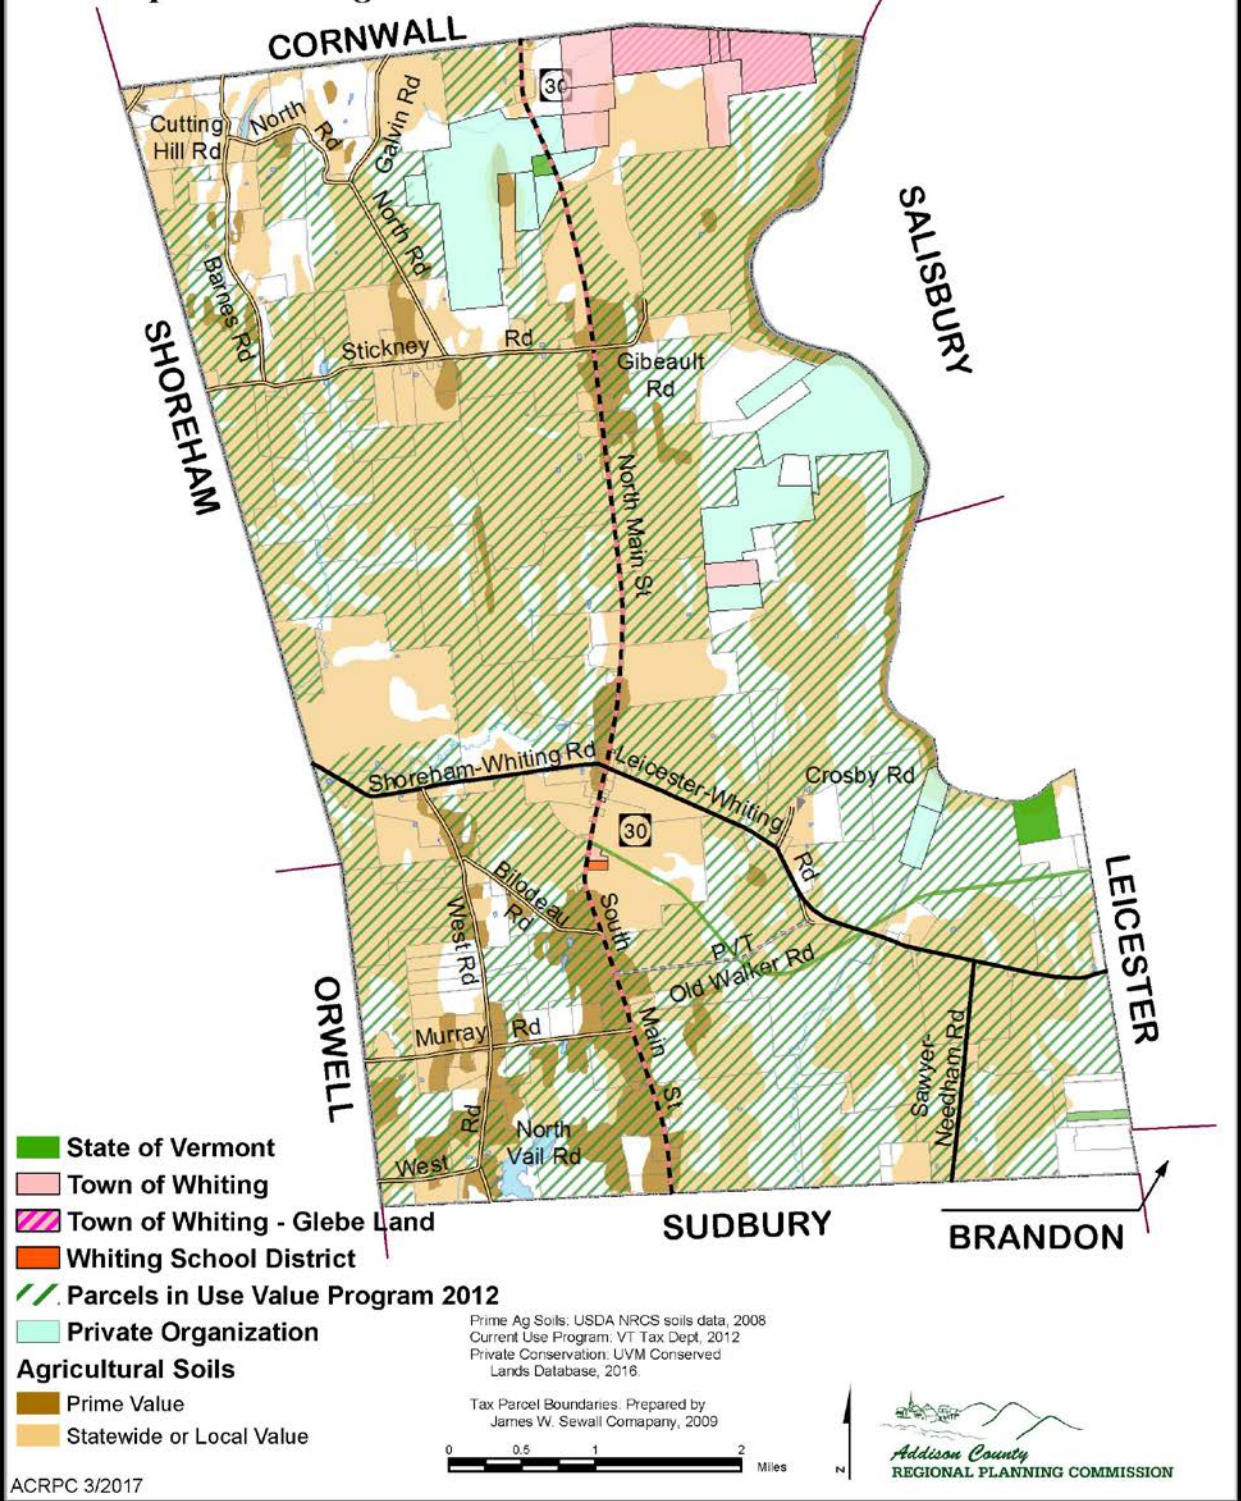 CORNWALL
30
Cutting
Hill Rd
North
Rd
Galvin Rd
North Rd
Barnes Rd
SALISBURY
SHOREHAM
Stickney
Rd
Gibeault
Rd
North Main St
Shoreham-Whiting Rd
Leicester-Whiting
Rd
Crosby Rd
30
Bilodeau
Rd
West Rd
South
Main
St
PVT
Old Walker Rd
LEICESTER
ORWELL
Murray Rd
Sawyer-
Needham Rd
Rd
West
North
Vail Rd
SUDBURY
BRANDON
State of Vermont
Town of Whiting
Town of Whiting - Glebe Land
Whiting School District
Parcels in Use Value Program 2012
Private Organization
Agricultural Soils
Prime Value
Statewide or Local Value
Prime Ag Soils: USDA NRCS soils data, 2008
Current Use Program: VT Tax Dept, 2012
Private Conservation: UVM Conserved
Lands Database, 2016.
Tax Parcel Boundaries: Prepared by
James W. Sewall Comapany, 2009
0 0.5 1 2
Miles
N
Addison County
REGIONAL PLANNING COMMISSION
ACRPC 3/2017